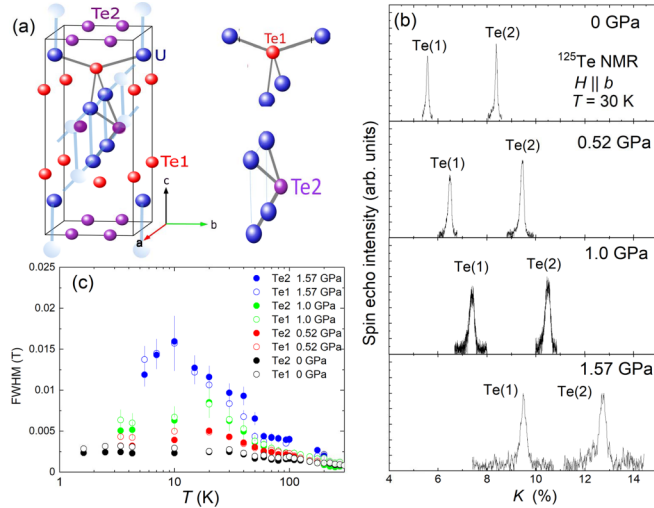 (a)
Te2
U
Te1
Te1
c
b
a
Te1
Te2
(b)
0 GPa
Te(1)
Te(2)
125Te NMR
H || b
T = 30 K
0.52 GPa
Te(1)
Te(2)
1.0 GPa
Te(1)
Te(2)
1.57 GPa
Te(1)
Te(2)
Spin echo intensity (arb. units)
4 6 8 10 12 14
K (%)
(c)
Te2 1.57 GPa
Te1 1.57 GPa
Te2 1.0 GPa
Te1 1.0 GPa
Te2 0.52 GPa
Te1 0.52 GPa
Te2 0 GPa
Te1 0 GPa
FWHM (T)
0.025
0.02
0.015
0.01
0.005
0
1 10 100
T (K)